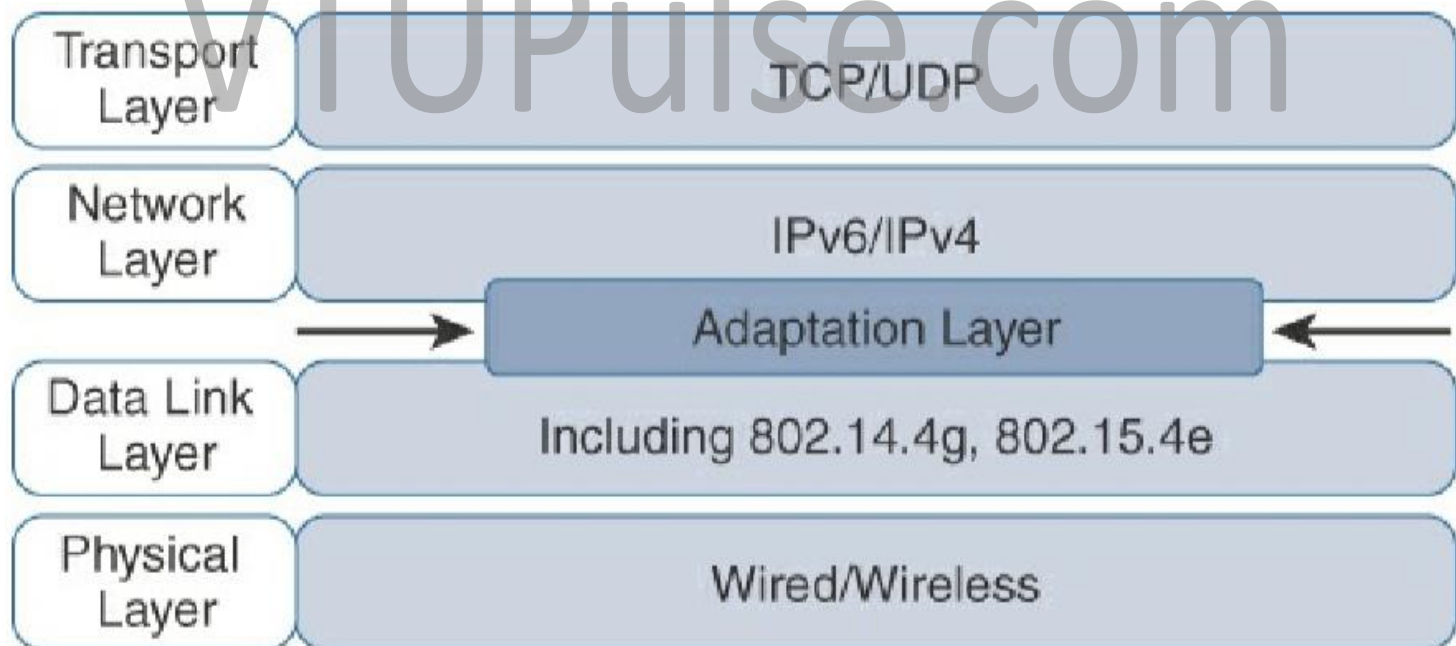 VTUPulse.com
Transport
Layer
TCP/UDP
Network
Layer
IPv6/IPv4
Adaptation Layer
Data Link
Layer
Including 802.14.4g, 802.15.4e
Physical
Layer
Wired/Wireless